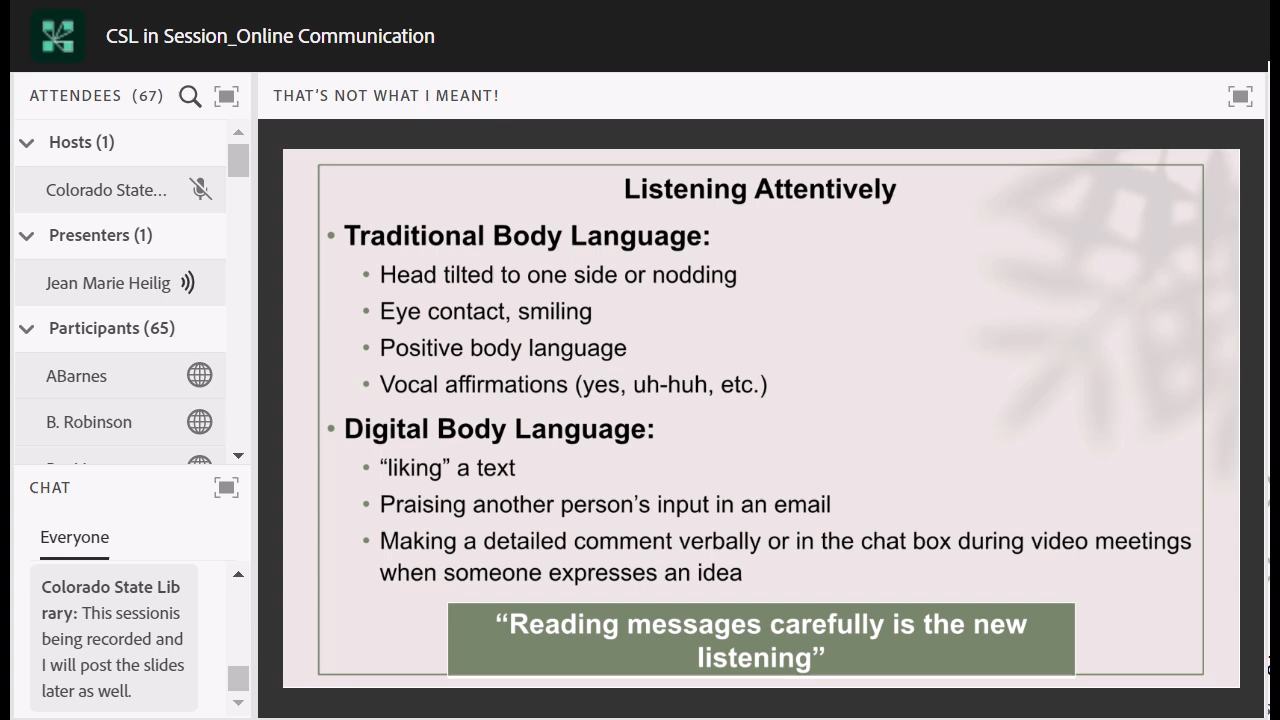 CSL in Session_Online Communication
ATTENDEES (67)
Hosts (1)
Colorado State...
Presenters (1)
Jean Marie Heilig
Participants (65)
ABarnes
B. Robinson
CHAT
Everyone
Colorado State Lib
rary: This sessionis
being recorded and
I will post the slides
later as well.
THAT'S NOT WHAT I MEANT!
Listening Attentively
• Traditional Body Language:
• Head tilted to one side or nodding
• Eye contact, smiling
• Positive body language
• Vocal affirmations (yes, uh-huh, etc.)
• Digital Body Language:
• “liking” a text
• Praising another person’s input in an email
• Making a detailed comment verbally or in the chat box during video meetings
when someone expresses an idea
“Reading messages carefully is the new
listening”